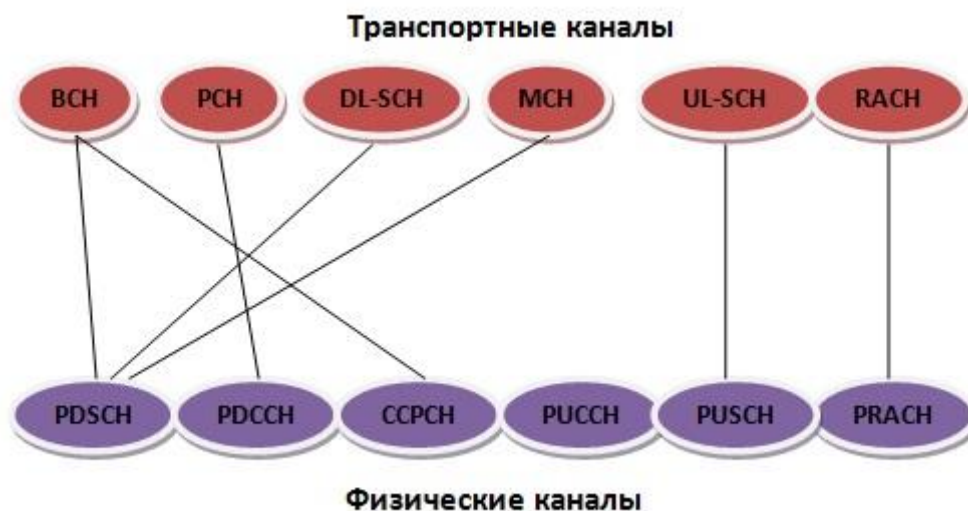 Транспортные каналы
BCH PCH DL-SCH MCH UL-SCH RACH
PDSCH PDCCH CCPCH PUCCH PUSCH PRACH
Физические каналы